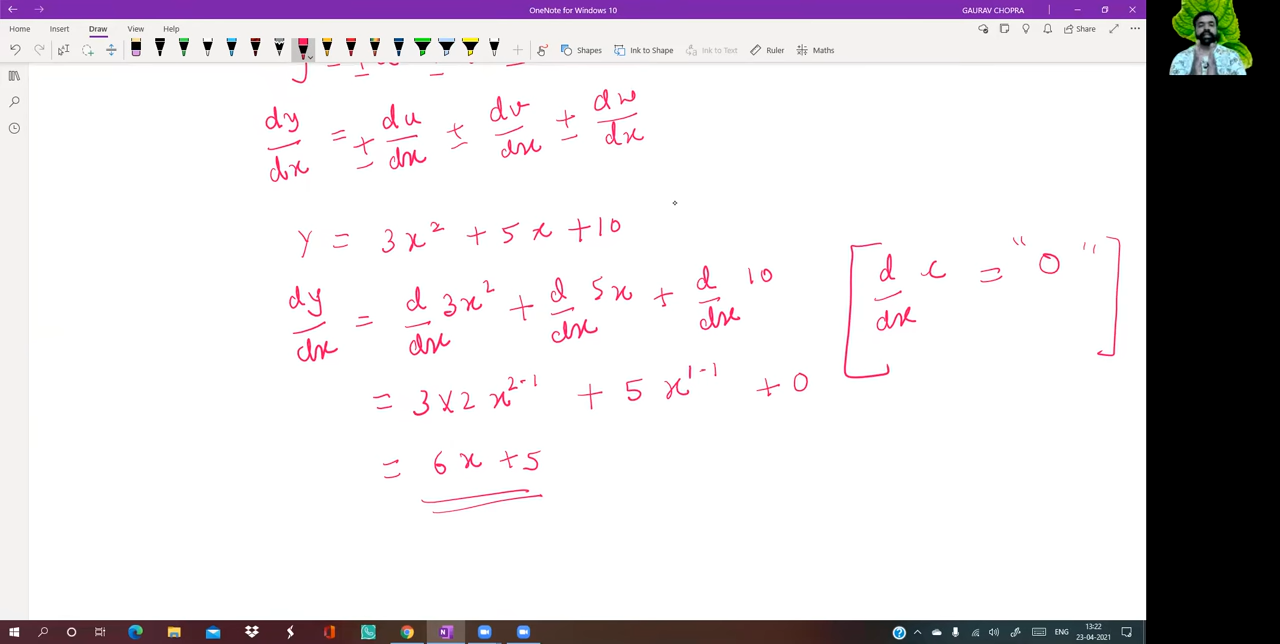 OneNote for Windows 10
GAURAV CHOPRA
Home Insert Draw View Help
Share
Shapes Ink to Shape Ink to Text Ruler Maths
dy/dx = ± du/dx ± dv/dx ± dw/dx
y = 3x² + 5x + 10
dy/dx = d/dx 3x² + d/dx 5x + d/dx 10
[d/dx c = "0"]
= 3×2 x²⁻¹ + 5 x¹⁻¹ + 0
= 6x + 5
ENG
13:22
23-04-2021